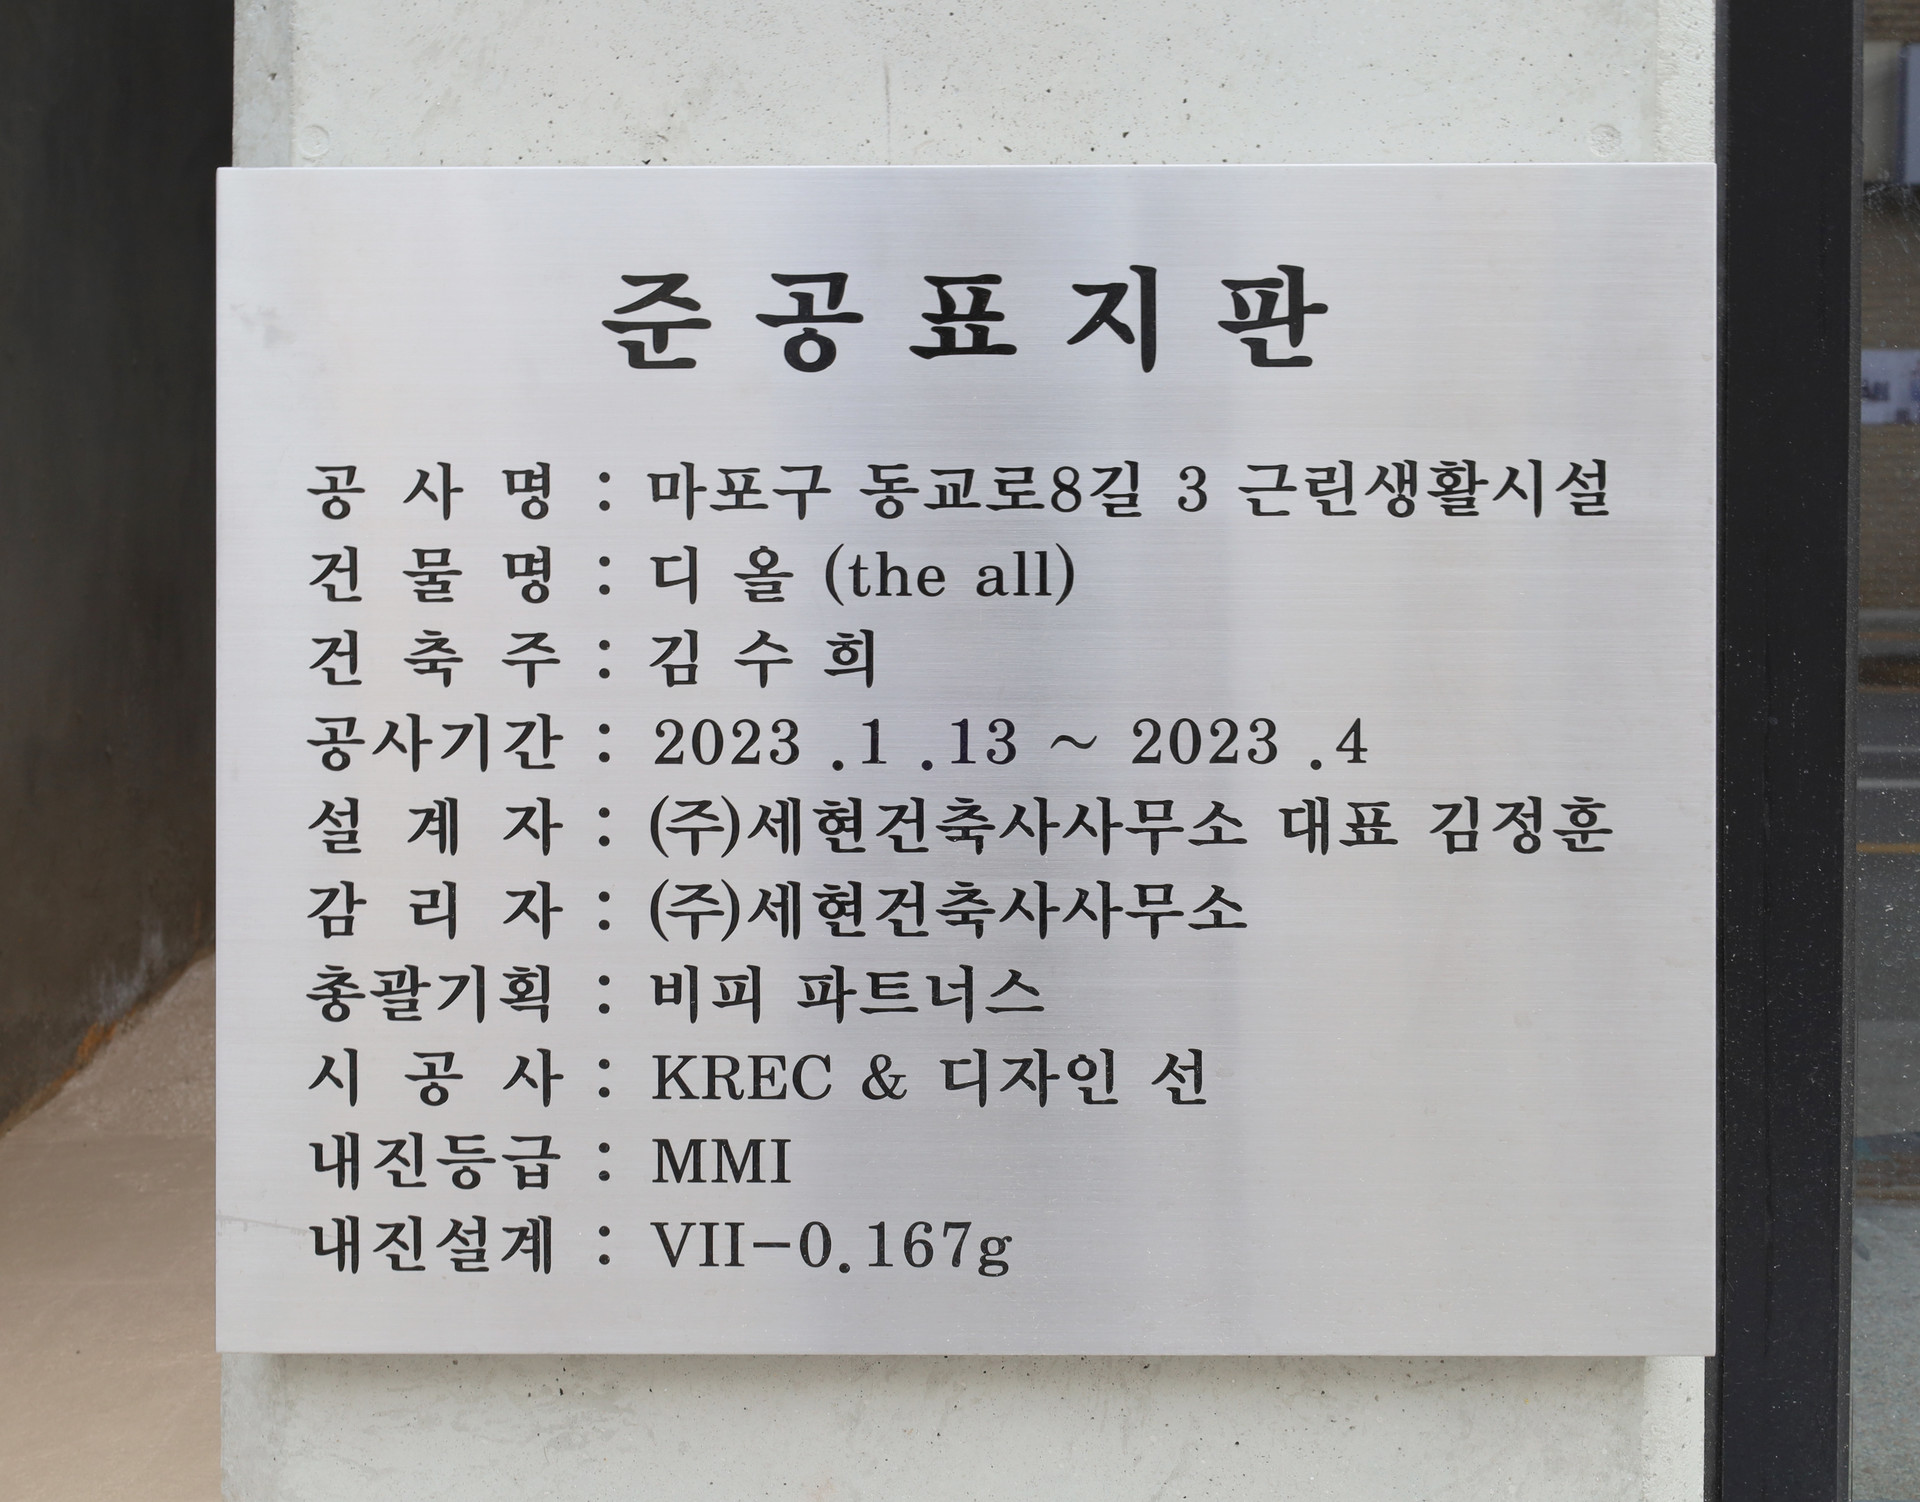 준공표지판
공 사 명 : 마포구 동교로8길 3 근린생활시설
건 물 명 : 디 올 (the all)
건 축 주 : 김 수 희
공사기간 : 2023 .1 .13 ~ 2023 .4
설 계 자 : (주)세현건축사사무소 대표 김정훈
감 리 자 : (주)세현건축사사무소
총괄기획 : 비피 파트너스
시 공 사 : KREC & 디자인 선
내진등급 : MMI
내진설계 : VII-0.167g